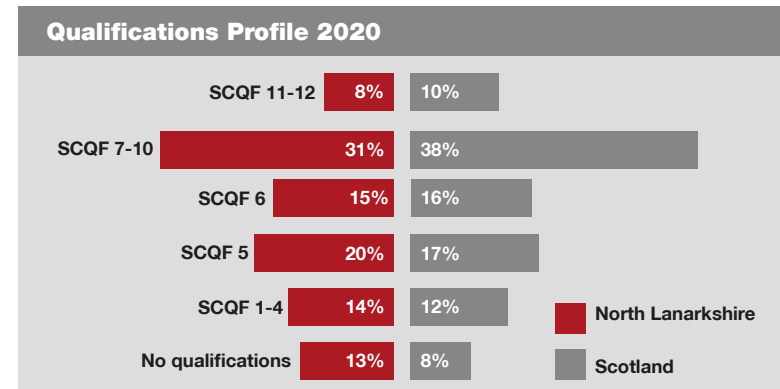 Qualifications Profile 2020
SCQF 11-12 8% 10%
SCQF 7-10 31% 38%
SCQF 6 15% 16%
SCQF 5 20% 17%
SCQF 1-4 14% 12%
No qualifications 13% 8%
North Lanarkshire
Scotland